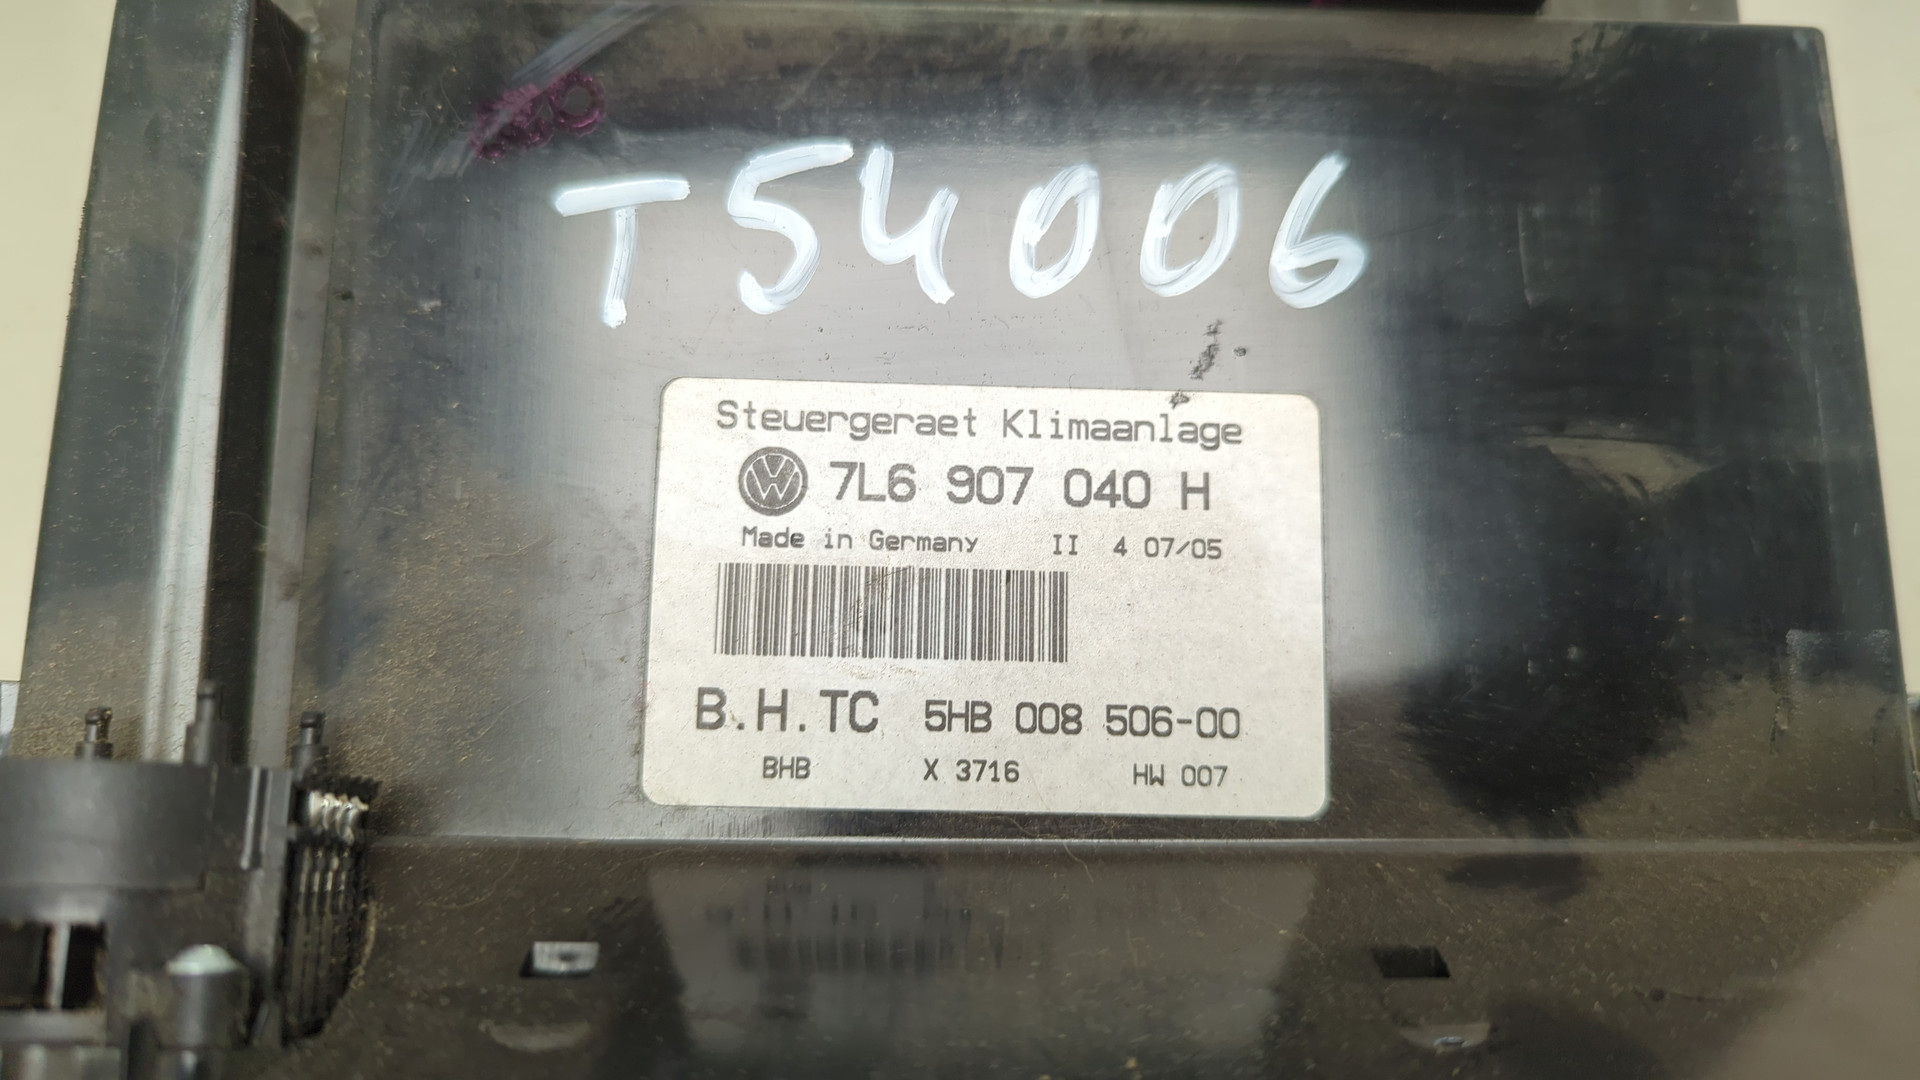 T54006
Steuergeraet Klimaanlage
7L6 907 040 H
Made in Germany II 4 07/05
B.H.TC 5HB 008 506-00
BHB X 3716 HW 007